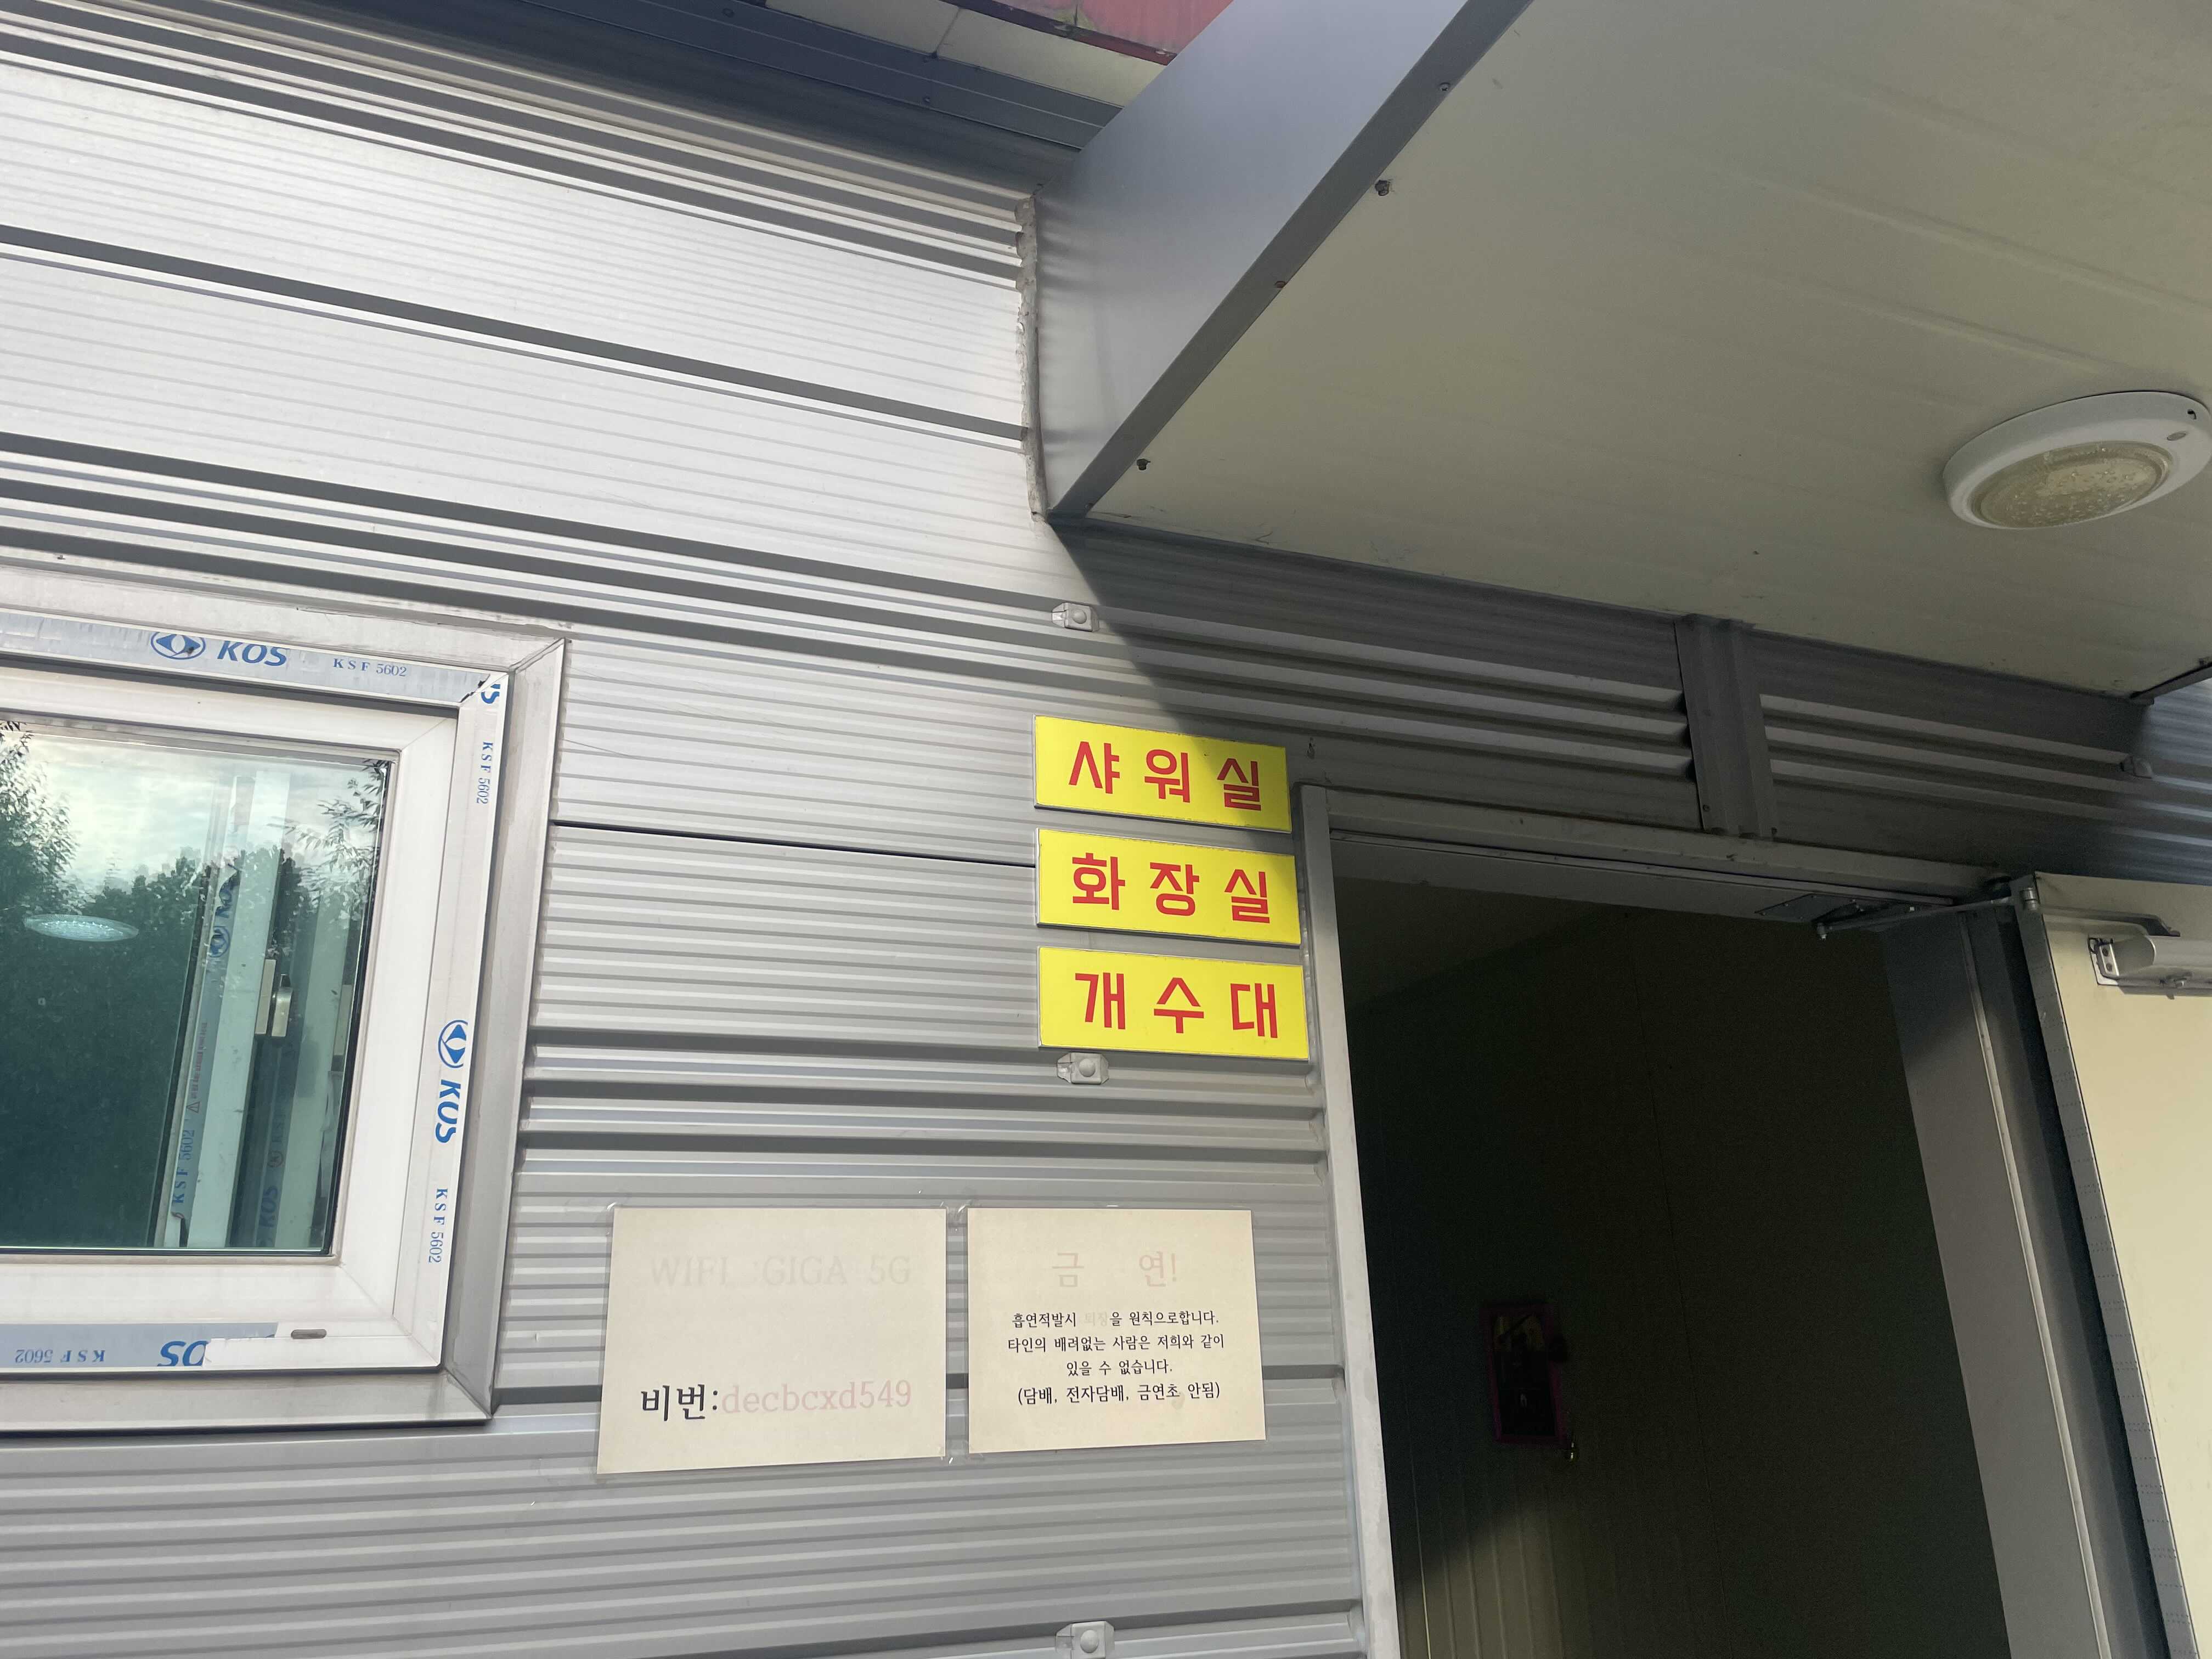 KOS KSF 5602
KSF 5602
KOS
KSF 5602
KSF 5602
샤워실
화장실
개수대
WIFI :GIGA 5G
비번:decbcxd549
금 연!
흡연적발시 퇴장을 원칙으로합니다.
타인의 배려없는 사람은 저희와 같이
있을 수 없습니다.
(담배, 전자담배, 금연초 안됨)